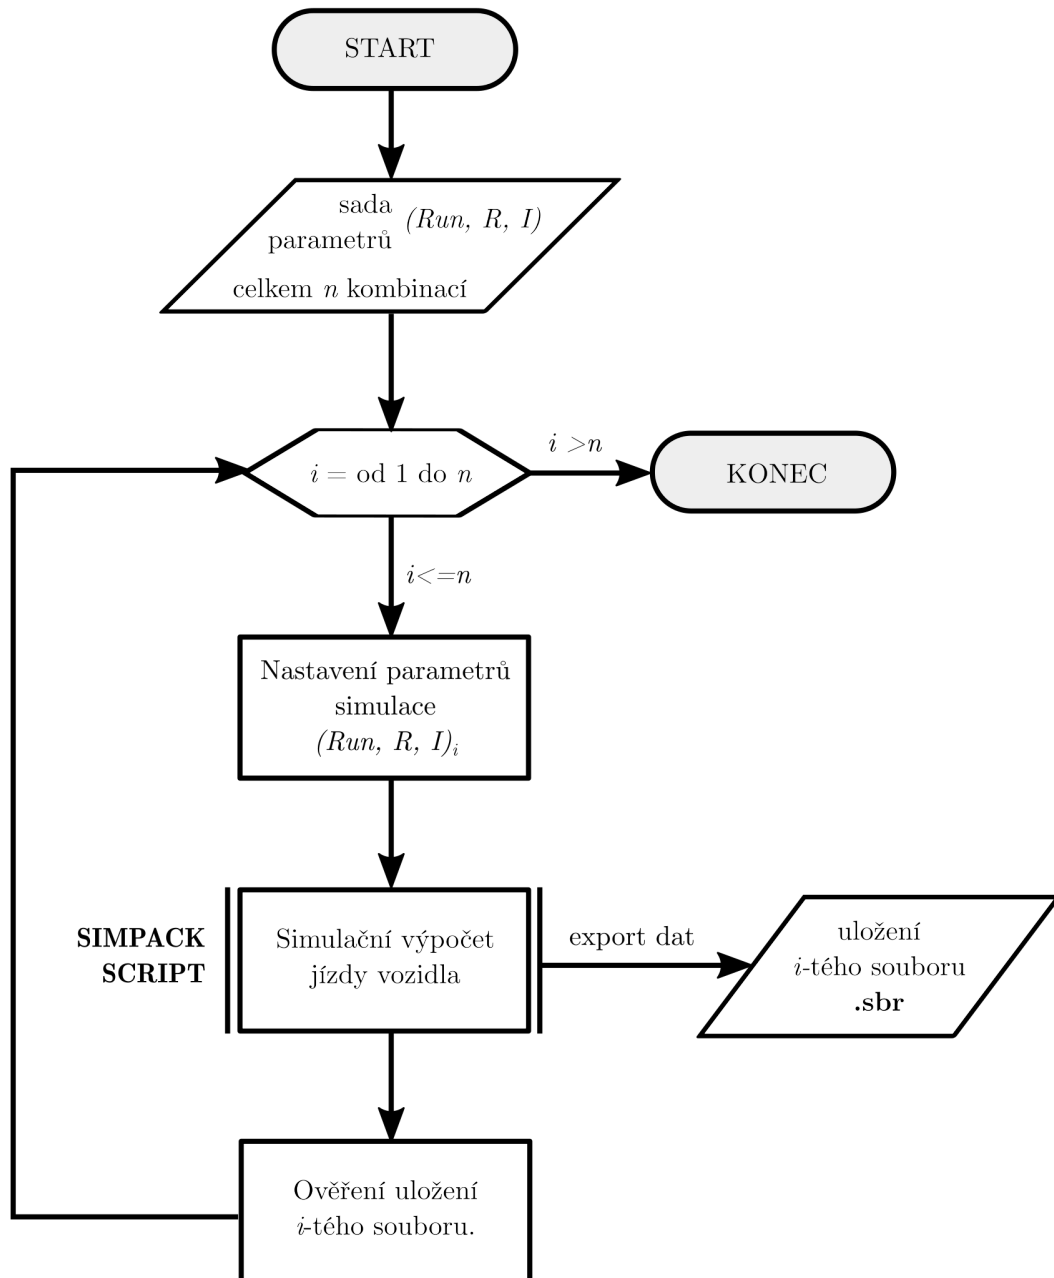 START
sada
parametrů (Run, R, I)
celkem n kombinací
i = od 1 do n
i >n
KONEC
i<=n
Nastavení parametrů
simulace
(Run, R, I)i
SIMPACK
SCRIPT
Simulační výpočet
jízdy vozidla
export dat
uložení
i-tého souboru
.sbr
Ověření uložení
i-tého souboru.